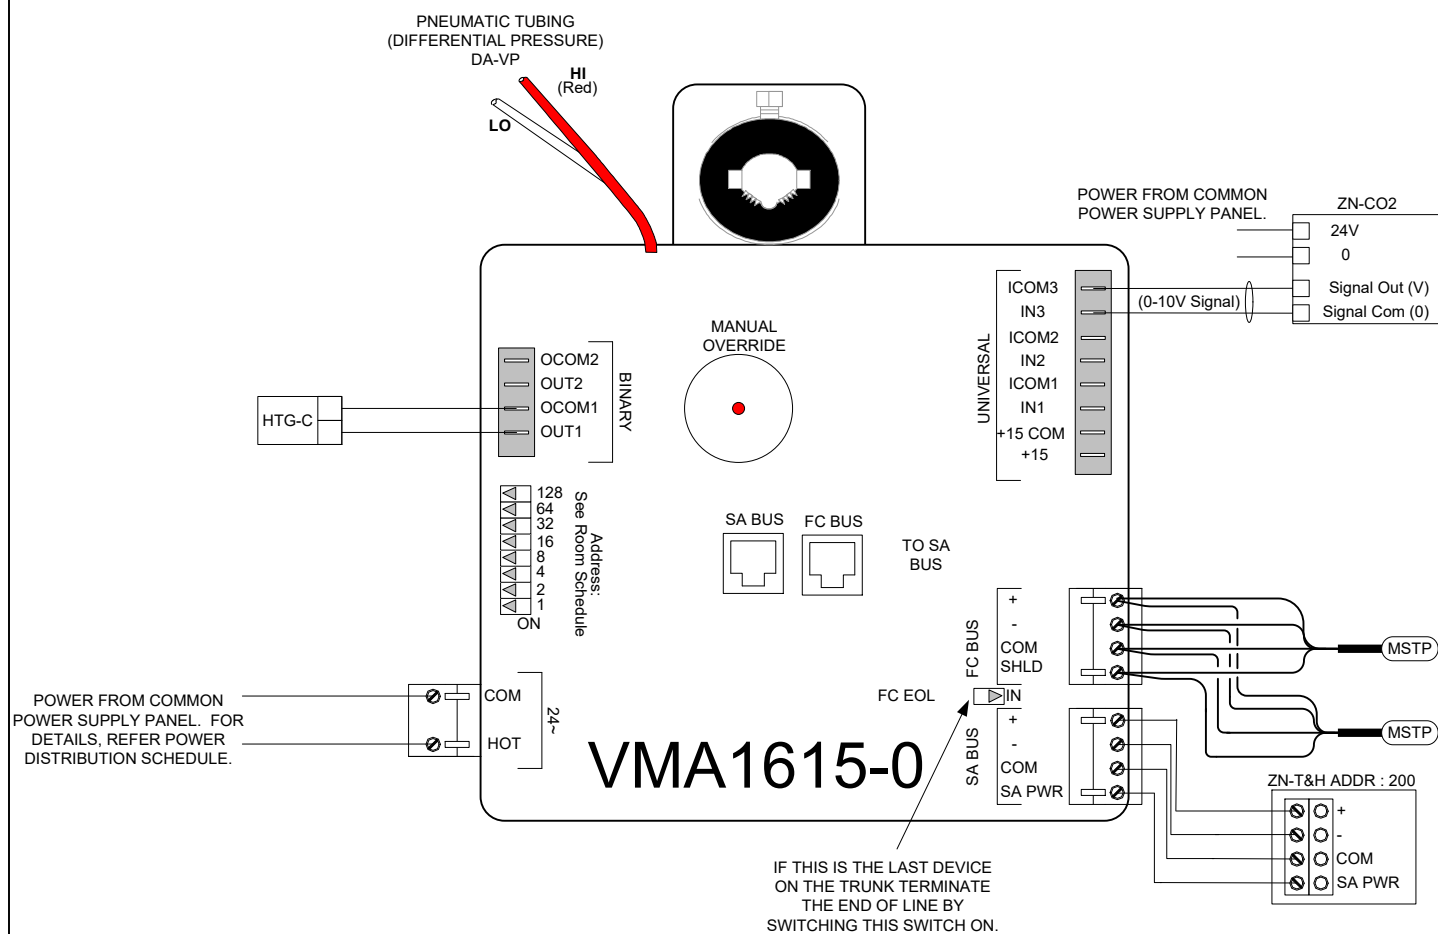 PNEUMATIC TUBING
(DIFFERENTIAL PRESSURE)
DA-VP
HI
(Red)
LO
POWER FROM COMMON
POWER SUPPLY PANEL.
ZN-CO2
24V
0
Signal Out (V)
Signal Com (0)
(0-10V Signal)
UNIVERSAL
ICOM3
IN3
ICOM2
IN2
ICOM1
IN1
+15 COM
+15
MANUAL
OVERRIDE
OCOM2
OUT2
OCOM1
OUT1
BINARY
HTG-C
128
64
32
16
8
4
2
1
ON
Address:
See Room Schedule
SA BUS
FC BUS
TO SA
BUS
FC BUS
+
-
COM
SHLD
FC EOL
IN
SA BUS
+
-
COM
SA PWR
MSTP
MSTP
POWER FROM COMMON
POWER SUPPLY PANEL. FOR
DETAILS, REFER POWER
DISTRIBUTION SCHEDULE.
COM
HOT
24~
VMA1615-0
ZN-T&H ADDR : 200
+
-
COM
SA PWR
IF THIS IS THE LAST DEVICE
ON THE TRUNK TERMINATE
THE END OF LINE BY
SWITCHING THIS SWITCH ON.